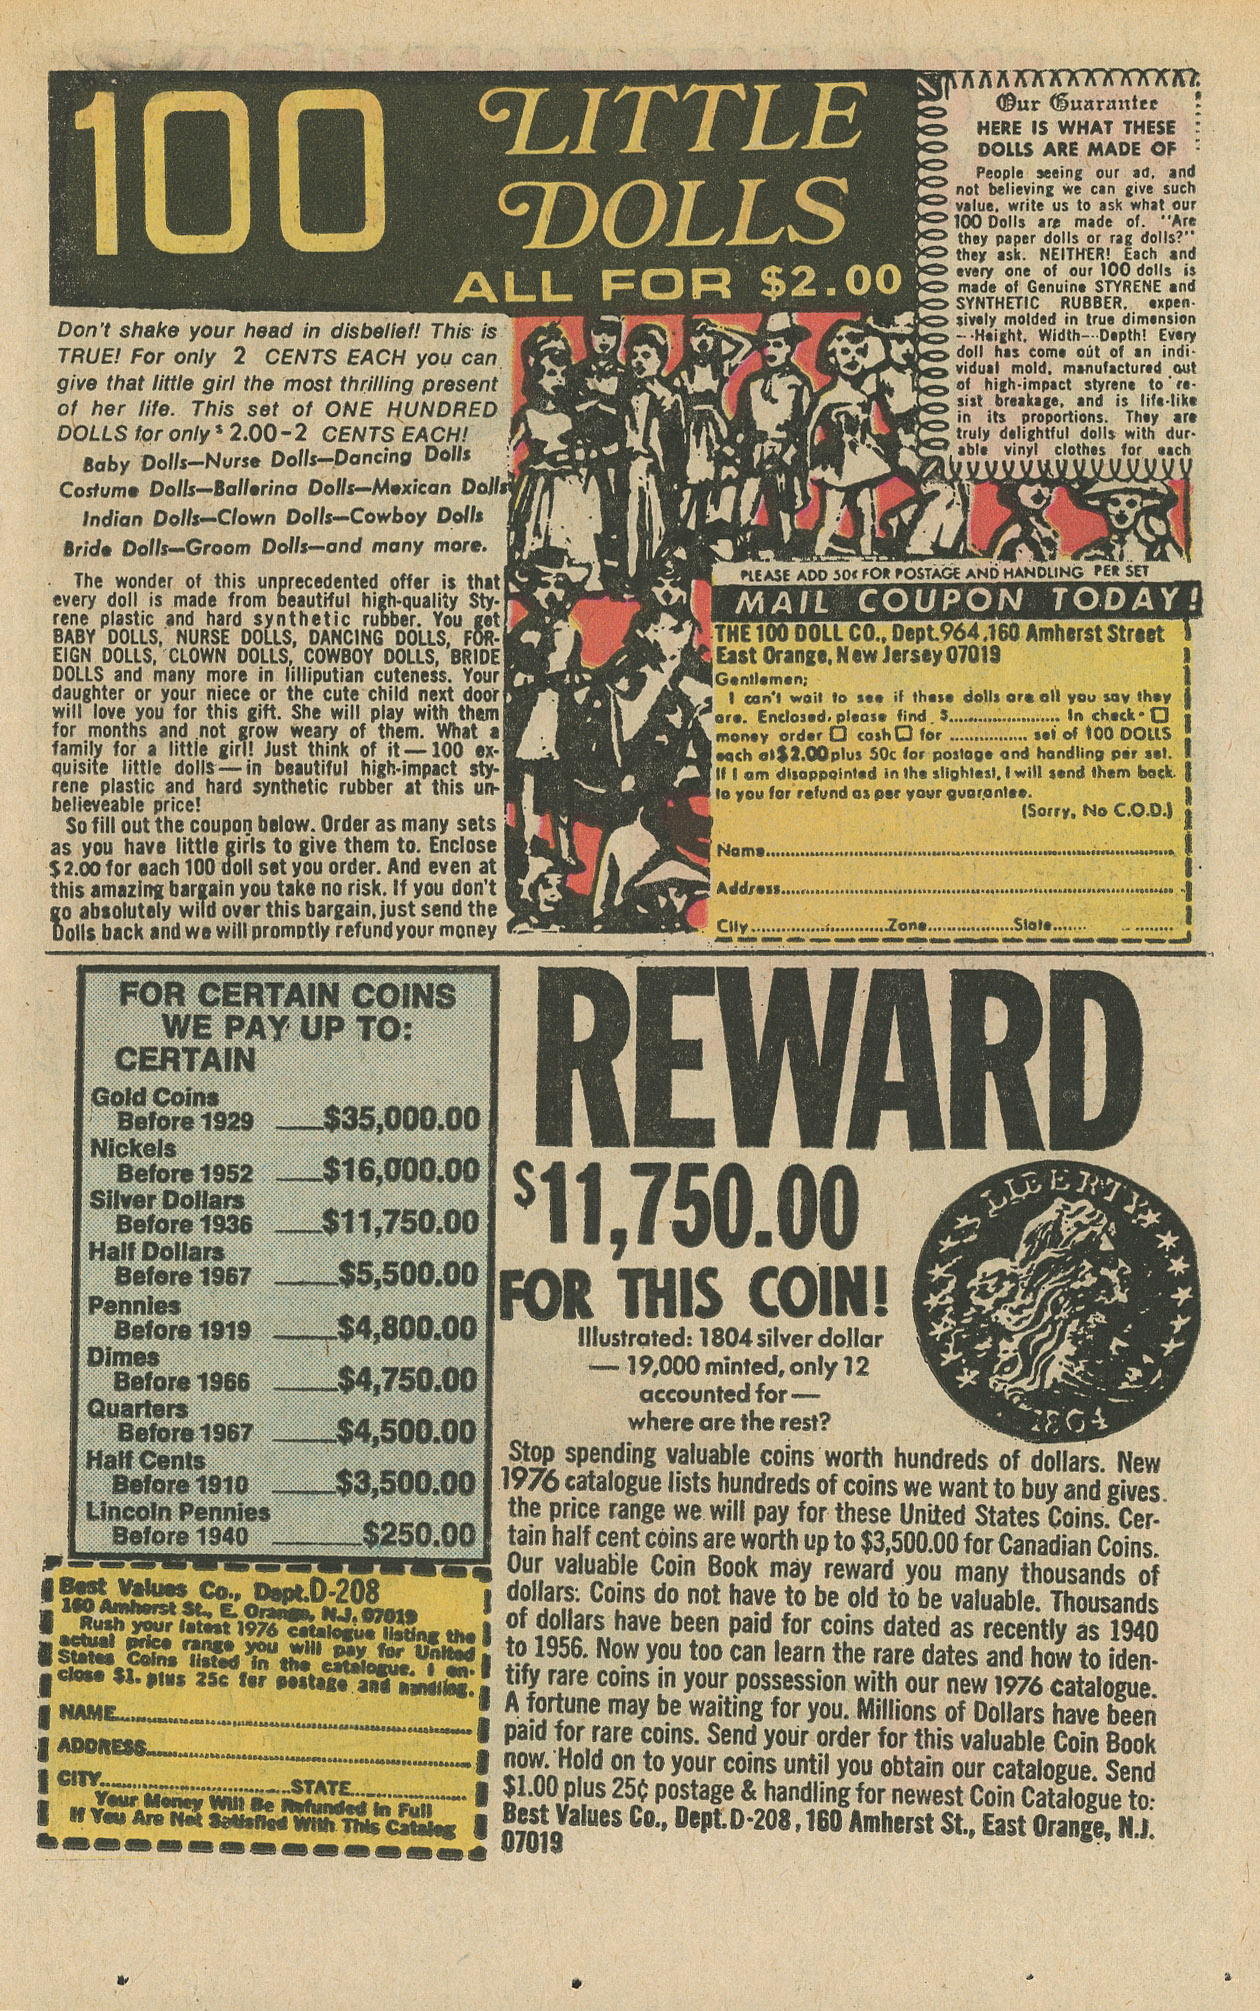 100
LITTLE
DOLLS
ALL FOR $2.00
Don't shake your head in disbelief! This is
TRUE! For only 2 CENTS EACH you can
give that little girl the most thrilling present
of her life. This set of ONE HUNDRED
DOLLS for only $2.00-2 CENTS EACH!
Baby Dolls—Nurse Dolls—Dancing Dolls
Costume Dolls—Ballerina Dolls—Mexican Dolls
Indian Dolls—Clown Dolls—Cowboy Dolls
Bride Dolls—Groom Dolls—and many more.
The wonder of this unprecedented offer is that
every doll is made from beautiful high-quality Sty-
rene plastic and hard synthetic rubber. You get
BABY DOLLS, NURSE DOLLS, DANCING DOLLS, FOR-
EIGN DOLLS, CLOWN DOLLS, COWBOY DOLLS, BRIDE
DOLLS and many more in lilliputian cuteness. Your
daughter or your niece or the cute child next door
will love you for this gift. She will play with them
for months and not grow weary of them. What a
family for a little girl! Just think of it—100 ex-
quisite little dolls—in beautiful high-impact sty-
rene plastic and hard synthetic rubber at this un-
believeable price!
So fill out the coupon below. Order as many sets
as you have little girls to give them to. Enclose
$2.00 for each 100 doll set you order. And even at
this amazing bargain you take no risk. If you don't
go absolutely wild over this bargain, just send the
Dolls back and we will promptly refund your money
Our Guarantee
HERE IS WHAT THESE
DOLLS ARE MADE OF
People seeing our ad, and
not believing we can give such
value, write us to ask what our
100 Dolls are made of. "Are
they paper dolls or rag dolls?"
they ask. NEITHER! Each and
every one of our 100 dolls is
made of Genuine STYRENE and
SYNTHETIC RUBBER, expen-
sively molded in true dimension
--Height, Width--Depth! Every
doll has come out of an indi-
vidual mold, manufactured out
of high-impact styrene to re-
sist breakage, and is life-like
in its proportions. They are
truly delightful dolls with dur-
able vinyl clothes for each
PLEASE ADD 50¢ FOR POSTAGE AND HANDLING PER SET
MAIL COUPON TODAY!
THE 100 DOLL CO., Dept.964,160 Amherst Street
East Orange, New Jersey 07019
Gentlemen;
I can't wait to see if these dolls are all you say they
are. Enclosed, please find $........................ In check-☐
money order ☐ cash☐ for ................ set of 100 DOLLS
each at $2.00 plus 50c for postage and handling per set.
If I am disappointed in the slightest, I will send them back
to you for refund as per your guarantee.
(Sorry, No C.O.D.)
Name........................
Address........................
City........................Zone................State................
FOR CERTAIN COINS
WE PAY UP TO:
CERTAIN
Gold Coins
Before 1929 ____$35,000.00
Nickels
Before 1952 ____$16,000.00
Silver Dollars
Before 1936 ____$11,750.00
Half Dollars
Before 1967 ____$5,500.00
Pennies
Before 1919 ____$4,800.00
Dimes
Before 1966 ____$4,750.00
Quarters
Before 1967 ____$4,500.00
Half Cents
Before 1910 ____$3,500.00
Lincoln Pennies
Before 1940 ____$250.00
Best Values Co., Dept.D-208
160 Amherst St., E. Orange, N.J. 07019
Rush your latest 1976 catalogue listing the
actual price range you will pay for United
States Coins listed in the catalogue. I en-
close $1. plus 25c for postage and handling.
NAME........................
ADDRESS........................
CITY........................STATE................
Your Money Will Be Refunded in Full
If You Are Not Satisfied With This Catalog
REWARD
$11,750.00
FOR THIS COIN!
LIBERTY
1804
Illustrated: 1804 silver dollar
— 19,000 minted, only 12
accounted for —
where are the rest?
Stop spending valuable coins worth hundreds of dollars. New
1976 catalogue lists hundreds of coins we want to buy and gives
the price range we will pay for these United States Coins. Cer-
tain half cent coins are worth up to $3,500.00 for Canadian Coins.
Our valuable Coin Book may reward you many thousands of
dollars: Coins do not have to be old to be valuable. Thousands
of dollars have been paid for coins dated as recently as 1940
to 1956. Now you too can learn the rare dates and how to iden-
tify rare coins in your possession with our new 1976 catalogue.
A fortune may be waiting for you. Millions of Dollars have been
paid for rare coins. Send your order for this valuable Coin Book
now. Hold on to your coins until you obtain our catalogue. Send
$1.00 plus 25¢ postage & handling for newest Coin Catalogue to:
Best Values Co., Dept.D-208, 160 Amherst St., East Orange, N.J.
07019